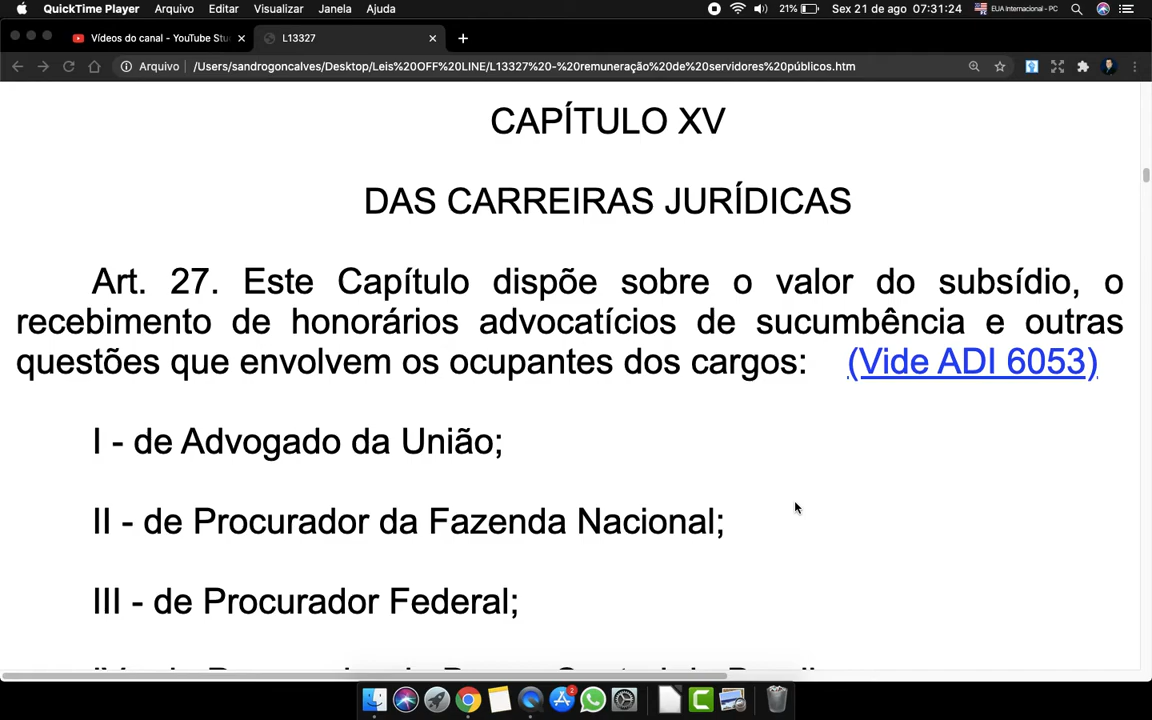 QuickTime Player Arquivo Editar Visualizar Janela Ajuda 21% Sex 21 de ago 07:31:24 EUA Internacional - PC
Vídeos do canal - YouTube Stu L13327
Arquivo /Users/sandrogoncalves/Desktop/Leis%20OFF%20LINE/L13327%20-%20remuneração%20de%20servidores%20públicos.htm
CAPÍTULO XV
DAS CARREIRAS JURÍDICAS
Art. 27. Este Capítulo dispõe sobre o valor do subsídio, o
recebimento de honorários advocatícios de sucumbência e outras
questões que envolvem os ocupantes dos cargos: (Vide ADI 6053)
I - de Advogado da União;
II - de Procurador da Fazenda Nacional;
III - de Procurador Federal;
2